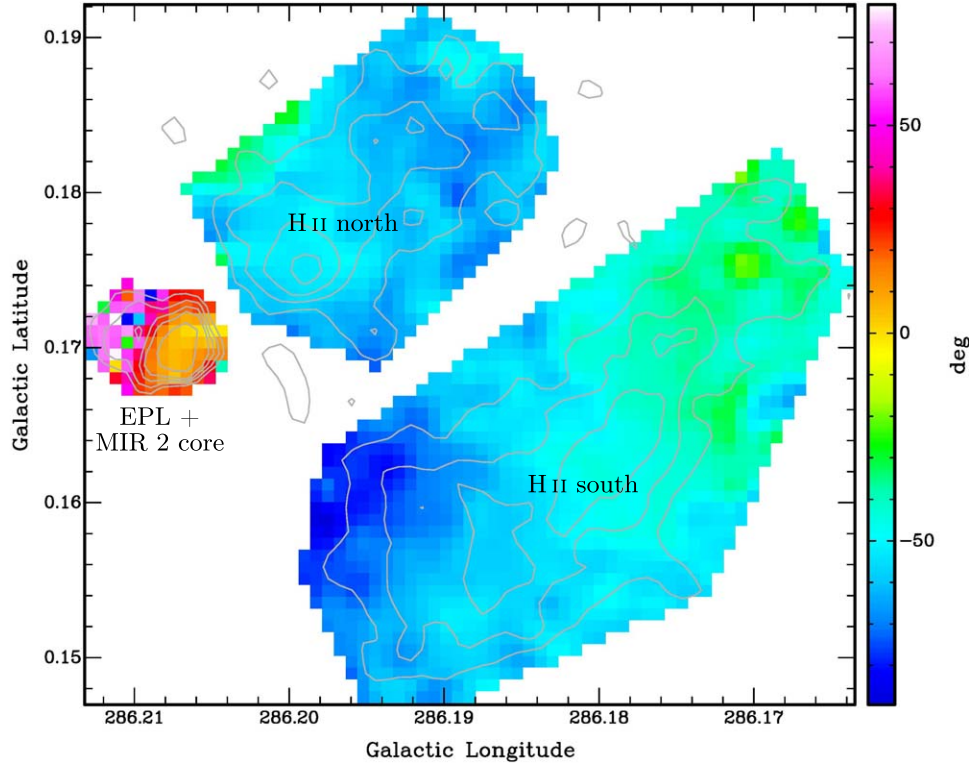 0.19
0.18
0.17
0.16
0.15
Galactic Latitude
H II north
EPL +
MIR 2 core
H II south
286.21
286.20
286.19
286.18
286.17
Galactic Longitude
50
0
−50
deg